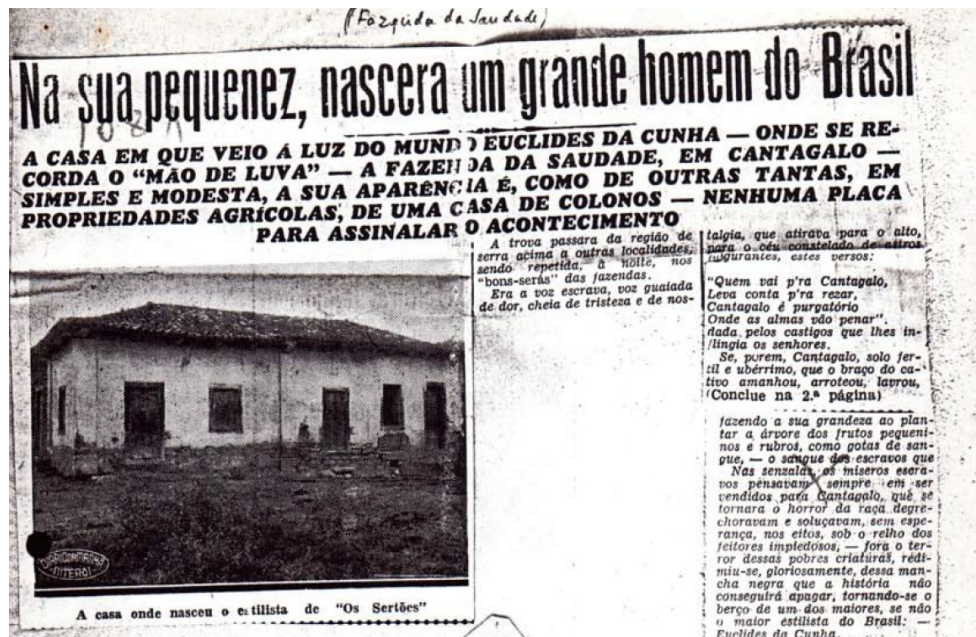 (Fazenda da Saudade)
Na sua pequenez, nascera um grande homem do Brasil
A CASA EM QUE VEIO Á LUZ DO MUNDO EUCLIDES DA CUNHA — ONDE SE RE-
CORDA O “MÃO DE LUVA” — A FAZENDA DA SAUDADE, EM CANTAGALO —
SIMPLES E MODESTA, A SUA APARÊNCIA É, COMO DE OUTRAS TANTAS, EM
PROPRIEDADES AGRÍCOLAS, DE UMA CASA DE COLONOS — NENHUMA PLACA
PARA ASSINALAR O ACONTECIMENTO
A trova passara da região de
serra acima a outras localidades,
sendo repetida, à noite, nos
“bons-serás” das fazendas.
Era a voz escrava, voz guaiada
de dor, cheia de tristeza e de nos-
talgia, que atirava para o alto,
para o céu constelado de astros
fulgurantes, estes versos:
“Quem vai p'ra Cantagalo,
Leva conta p'ra rezar,
Cantagalo é purgatório
Onde as almas vão penar”.
dada pelos castigos que lhes in-
flingia os senhores.
Se, porem, Cantagalo, solo fer-
til e ubérrimo, que o braço do ca-
tivo amanhou, arroteou, lavrou,
(Conclue na 2.ª página)
fazendo a sua grandeza ao plan-
tar a árvore dos frutos pequeni-
nos e rubros, como gotas de san-
gue, — o sangue dos escravos que
Nas senzalas, os míseros escra-
vos pensavam sempre em ser
vendidos para Cantagalo, que se
tornara o horror da raça degre-
choravam e soluçavam, sem espe-
rança, nos eitos, sob o relho dos
feitores impiedosos, — fora o ter-
ror dessas pobres criaturas, redi-
miu-se, gloriosamente, dessa man-
cha negra que a história não
conseguirá apagar, tornando-se o
berço de um dos maiores, se não
o maior estilista do Brasil: —
Euclides da Cunha.
DIARIO DA MANHÃ
NITERÓI
A casa onde nasceu o estilista de “Os Sertões”